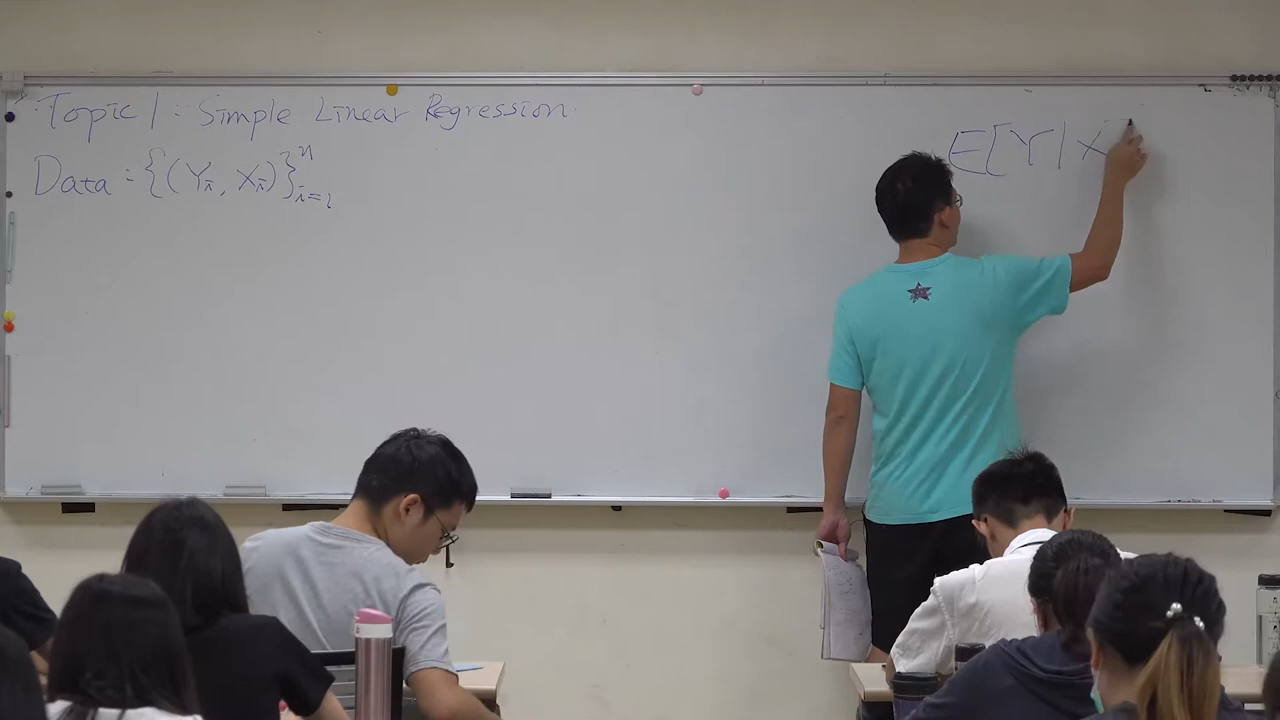 Topic 1: Simple Linear Regression
Data: {(Yi, Xi)}ⁿi=1
E[Y|X